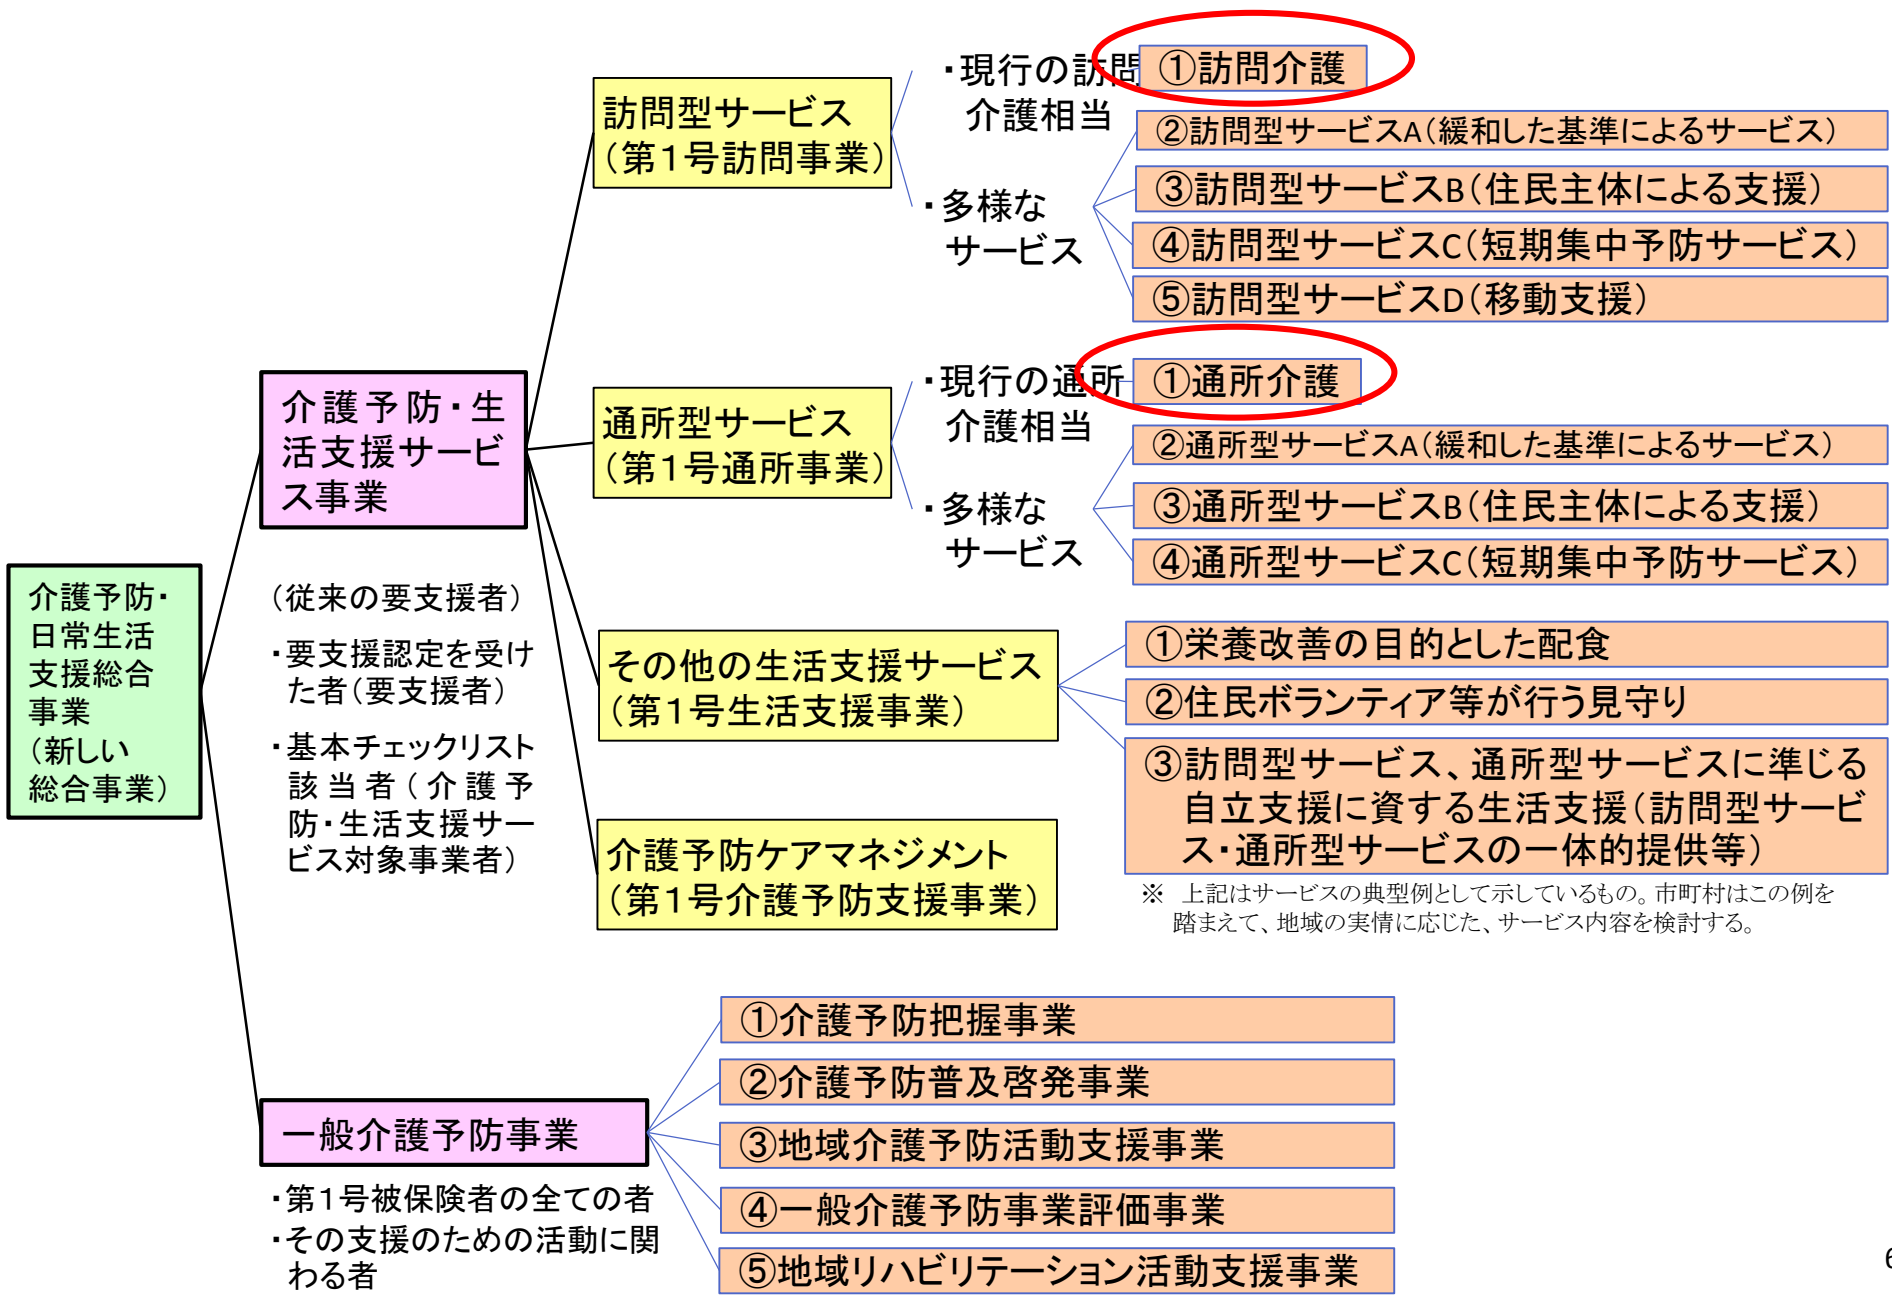 介護予防・
日常生活
支援総合
事業
（新しい
総合事業）
介護予防・生
活支援サービ
ス事業
（従来の要支援者）
・要支援認定を受け
た者（要支援者）
・基本チェックリスト
該当者（介護予
防・生活支援サー
ビス対象事業者）
訪問型サービス
（第１号訪問事業）
・現行の訪問
介護相当
①訪問介護
・多様な
サービス
②訪問型サービスA（緩和した基準によるサービス）
③訪問型サービスB（住民主体による支援）
④訪問型サービスC（短期集中予防サービス）
⑤訪問型サービスD（移動支援）
通所型サービス
（第１号通所事業）
・現行の通所
介護相当
①通所介護
・多様な
サービス
②通所型サービスA（緩和した基準によるサービス）
③通所型サービスB（住民主体による支援）
④通所型サービスC（短期集中予防サービス）
その他の生活支援サービス
（第１号生活支援事業）
①栄養改善の目的とした配食
②住民ボランティア等が行う見守り
③訪問型サービス、通所型サービスに準じる
自立支援に資する生活支援（訪問型サービ
ス・通所型サービスの一体的提供等）
介護予防ケアマネジメント
（第１号介護予防支援事業）
※　上記はサービスの典型例として示しているもの。市町村はこの例を
踏まえて、地域の実情に応じた、サービス内容を検討する。
一般介護予防事業
・第１号被保険者の全ての者
・その支援のための活動に関
わる者
①介護予防把握事業
②介護予防普及啓発事業
③地域介護予防活動支援事業
④一般介護予防事業評価事業
⑤地域リハビリテーション活動支援事業
6